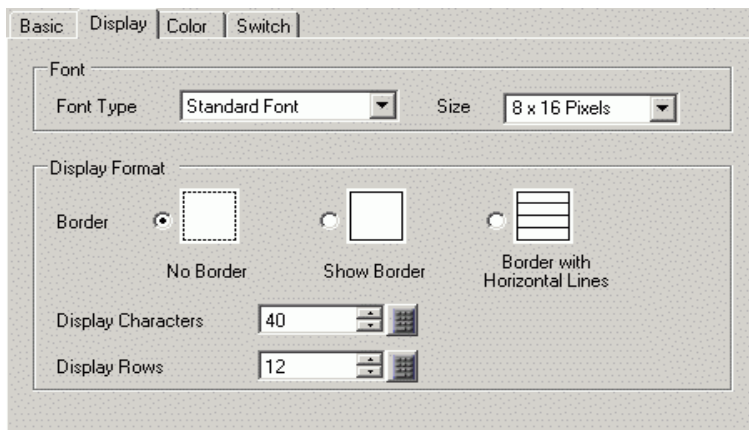 Basic Display Color Switch
Font
Font Type Standard Font Size 8 x 16 Pixels
Display Format
Border
No Border Show Border Border with
Horizontal Lines
Display Characters 40
Display Rows 12